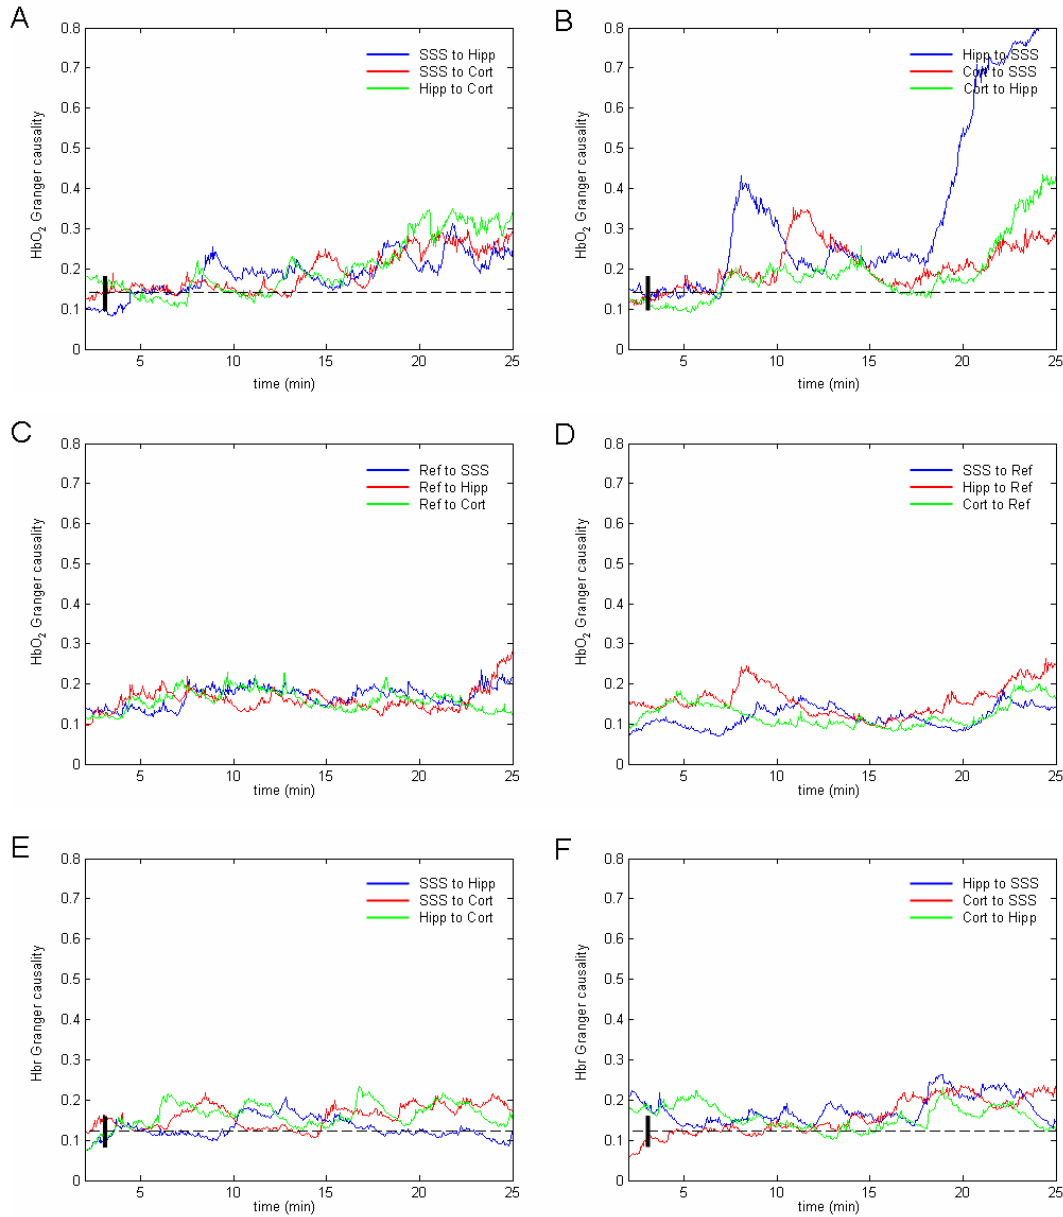 A
HbO2 Granger causality
0.8
0.7
0.6
0.5
0.4
0.3
0.2
0.1
0
SSS to Hipp
SSS to Cort
Hipp to Cort
5 10 15 20 25
time (min)
B
HbO2 Granger causality
0.8
0.7
0.6
0.5
0.4
0.3
0.2
0.1
0
Hipp to SSS
Cort to SSS
Cort to Hipp
5 10 15 20 25
time (min)
C
HbO2 Granger causality
0.8
0.7
0.6
0.5
0.4
0.3
0.2
0.1
0
Ref to SSS
Ref to Hipp
Ref to Cort
5 10 15 20 25
time (min)
D
HbO2 Granger causality
0.8
0.7
0.6
0.5
0.4
0.3
0.2
0.1
0
SSS to Ref
Hipp to Ref
Cort to Ref
5 10 15 20 25
time (min)
E
Hbr Granger causality
0.8
0.7
0.6
0.5
0.4
0.3
0.2
0.1
0
SSS to Hipp
SSS to Cort
Hipp to Cort
5 10 15 20 25
time (min)
F
Hbr Granger causality
0.8
0.7
0.6
0.5
0.4
0.3
0.2
0.1
0
Hipp to SSS
Cort to SSS
Cort to Hipp
5 10 15 20 25
time (min)